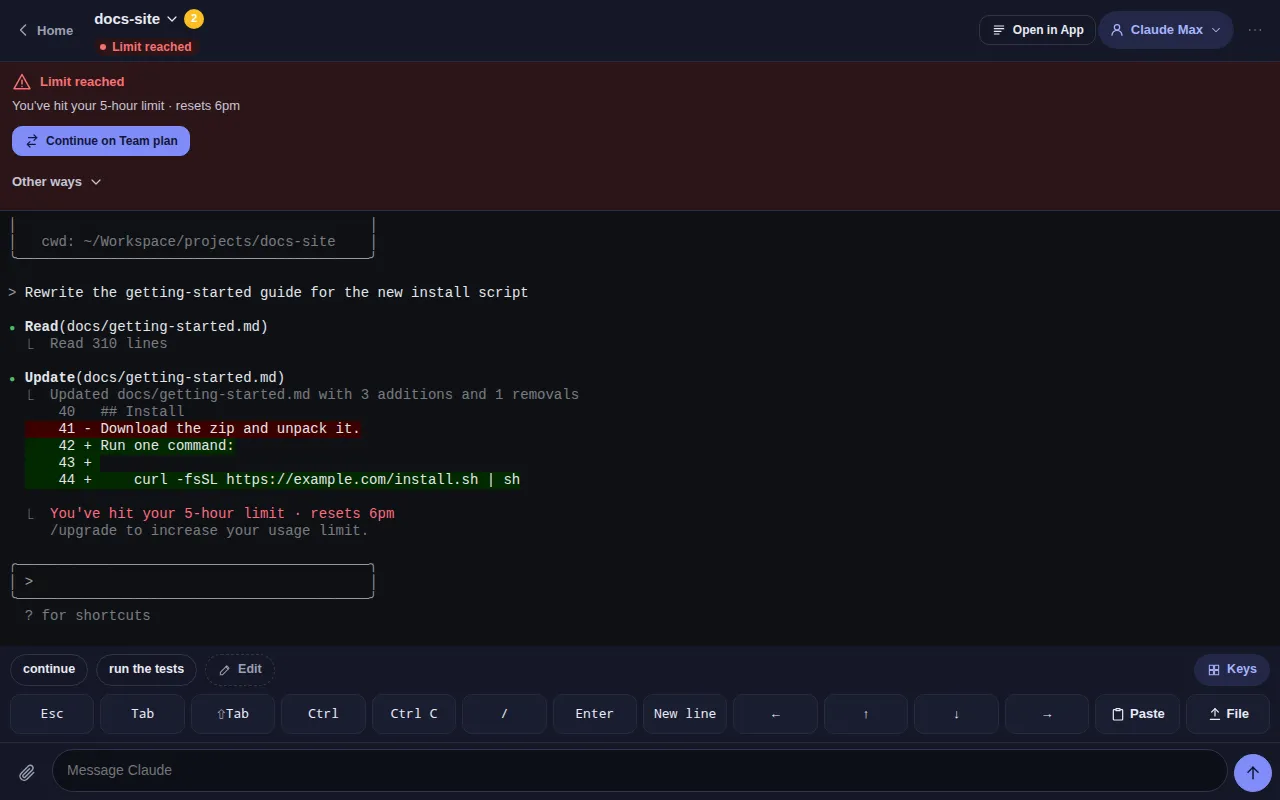 Home
docs-site 2
Limit reached
Open in App
Claude Max
Limit reached
You've hit your 5-hour limit · resets 6pm
Continue on Team plan
Other ways
cwd: ~/Workspace/projects/docs-site
> Rewrite the getting-started guide for the new install script
● Read(docs/getting-started.md)
⎿  Read 310 lines
● Update(docs/getting-started.md)
⎿  Updated docs/getting-started.md with 3 additions and 1 removals
40   ## Install
41 - Download the zip and unpack it.
42 + Run one command:
43 +
44 +     curl -fsSL https://example.com/install.sh | sh
⎿  You've hit your 5-hour limit · resets 6pm
/upgrade to increase your usage limit.
>
? for shortcuts
continue
run the tests
Edit
Keys
Esc
Tab
⇧Tab
Ctrl
Ctrl C
/
Enter
New line
←
↑
↓
→
Paste
File
Message Claude